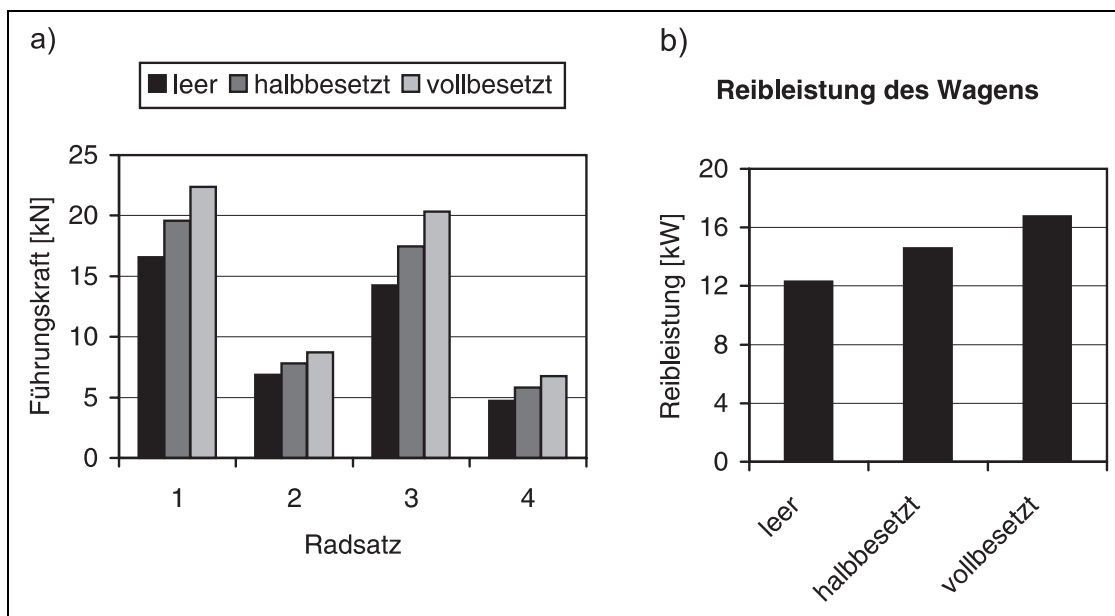 a)
leer halbbesetzt vollbesetzt
Führungskraft [kN]
25
20
15
10
5
0
1 2 3 4
Radsatz
b)
Reibleistung des Wagens
Reibleistung [kW]
20
16
12
8
4
0
leer
halbbesetzt
vollbesetzt